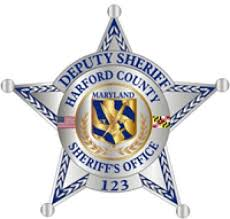 DEPUTY SHERIFF
HARFORD COUNTY
MARYLAND
SHERIFF'S OFFICE
123